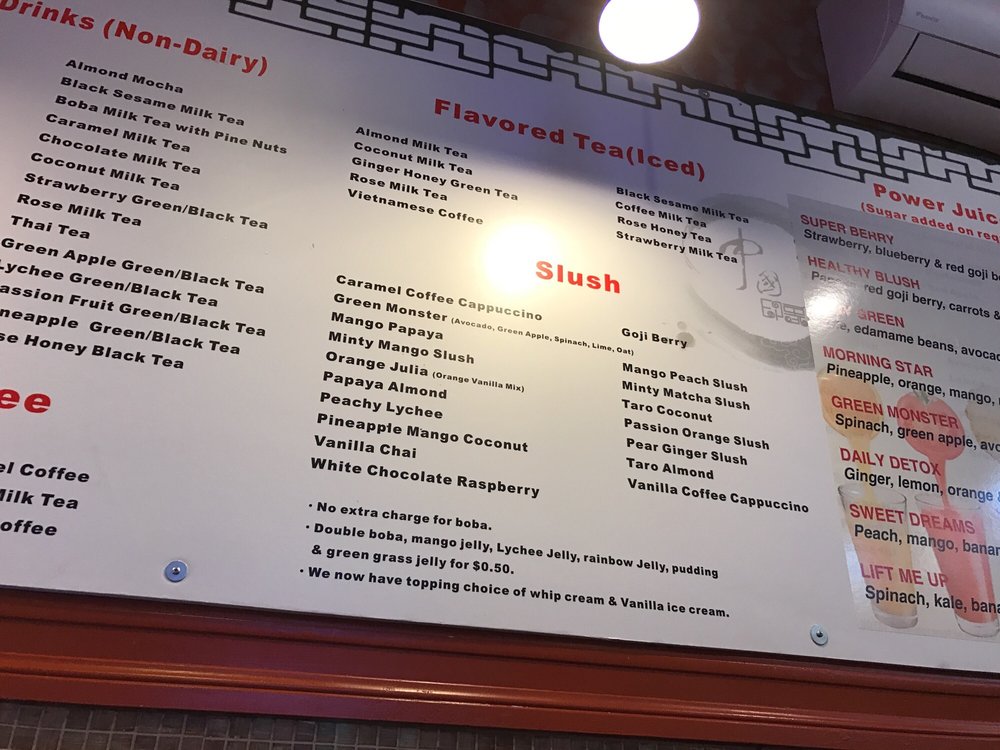 Drinks (Non-Dairy)
Almond Mocha
Black Sesame Milk Tea
Boba Milk Tea with Pine Nuts
Caramel Milk Tea
Chocolate Milk Tea
Coconut Milk Tea
Strawberry Green/Black Tea
Rose Milk Tea
Thai Tea
Green Apple Green/Black Tea
Lychee Green/Black Tea
assion Fruit Green/Black Tea
neapple Green/Black Tea
se Honey Black Tea
ee
el Coffee
Milk Tea
offee
Flavored Tea(Iced)
Almond Milk Tea
Coconut Milk Tea
Ginger Honey Green Tea
Rose Milk Tea
Vietnamese Coffee
Black Sesame Milk Tea
Coffee Milk Tea
Rose Honey Tea
Strawberry Milk Tea
Slush
Caramel Coffee Cappuccino
Green Monster (Avocado, Green Apple, Spinach, Lime, Oat)
Mango Papaya
Minty Mango Slush
Orange Julia (Orange Vanilla Mix)
Papaya Almond
Peachy Lychee
Pineapple Mango Coconut
Vanilla Chai
White Chocolate Raspberry
Goji Berry
Mango Peach Slush
Minty Matcha Slush
Taro Coconut
Passion Orange Slush
Pear Ginger Slush
Taro Almond
Vanilla Coffee Cappuccino
· No extra charge for boba.
· Double boba, mango jelly, Lychee Jelly, rainbow Jelly, pudding
& green grass jelly for $0.50.
· We now have topping choice of whip cream & Vanilla ice cream.
Power Juic
(Sugar added on req
SUPER BERRY
Strawberry, blueberry & red goji be
HEALTHY BLUSH
red goji berry, carrots &
GREEN
edamame beans, avocad
MORNING STAR
Pineapple, orange, mango,
GREEN MONSTER
Spinach, green apple, avo
DAILY DETOX
Ginger, lemon, orange &
SWEET DREAMS
Peach, mango, banan
LIFT ME UP
Spinach, kale, bana